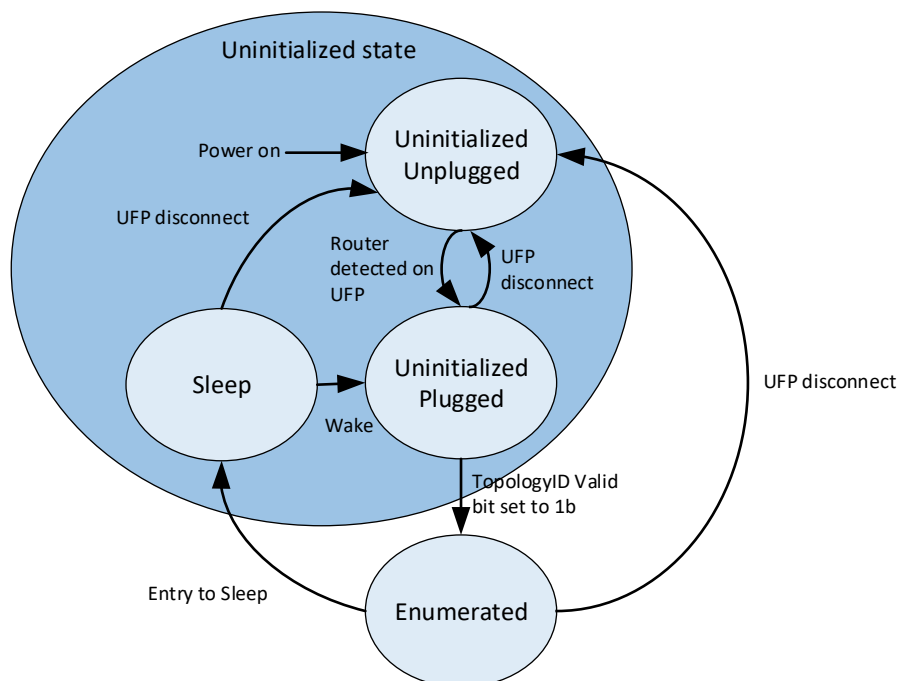 Uninitialized state
Uninitialized
Unplugged
Power on
UFP disconnect
Router
detected on
UFP
UFP
disconnect
Sleep
Wake
Uninitialized
Plugged
UFP disconnect
TopologyID Valid
bit set to 1b
Entry to Sleep
Enumerated